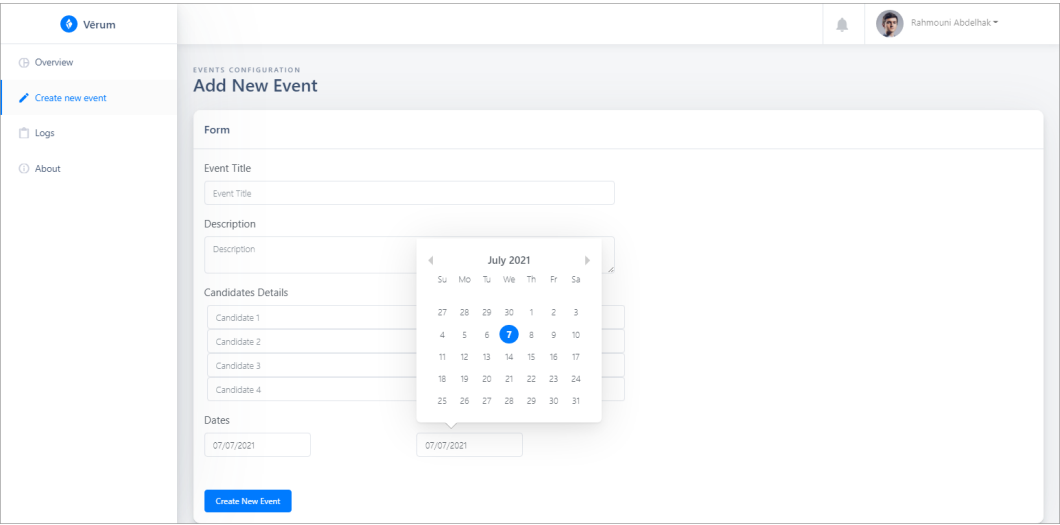 Vērum
Rahmouni Abdelhak
Overview
Create new event
Logs
About
EVENTS CONFIGURATION
Add New Event
Form
Event Title
Event Title
Description
Description
Candidates Details
Candidate 1
Candidate 2
Candidate 3
Candidate 4
July 2021
Su Mo Tu We Th Fr Sa
27 28 29 30 1 2 3
4 5 6 7 8 9 10
11 12 13 14 15 16 17
18 19 20 21 22 23 24
25 26 27 28 29 30 31
Dates
07/07/2021 07/07/2021
Create New Event